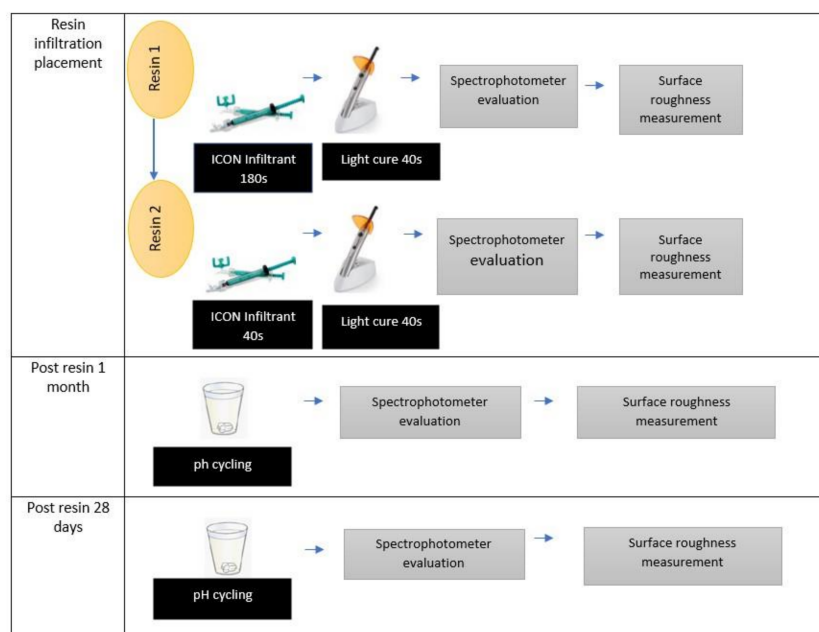 Resin
infiltration
placement
Resin 1
ICON Infiltrant
180s
Light cure 40s
Spectrophotometer
evaluation
Surface
roughness
measurement
Resin 2
ICON Infiltrant
40s
Light cure 40s
Spectrophotometer
evaluation
Surface
roughness
measurement
Post resin 1
month
ph cycling
Spectrophotometer
evaluation
Surface roughness
measurement
Post resin 28
days
pH cycling
Spectrophotometer
evaluation
Surface roughness
measurement